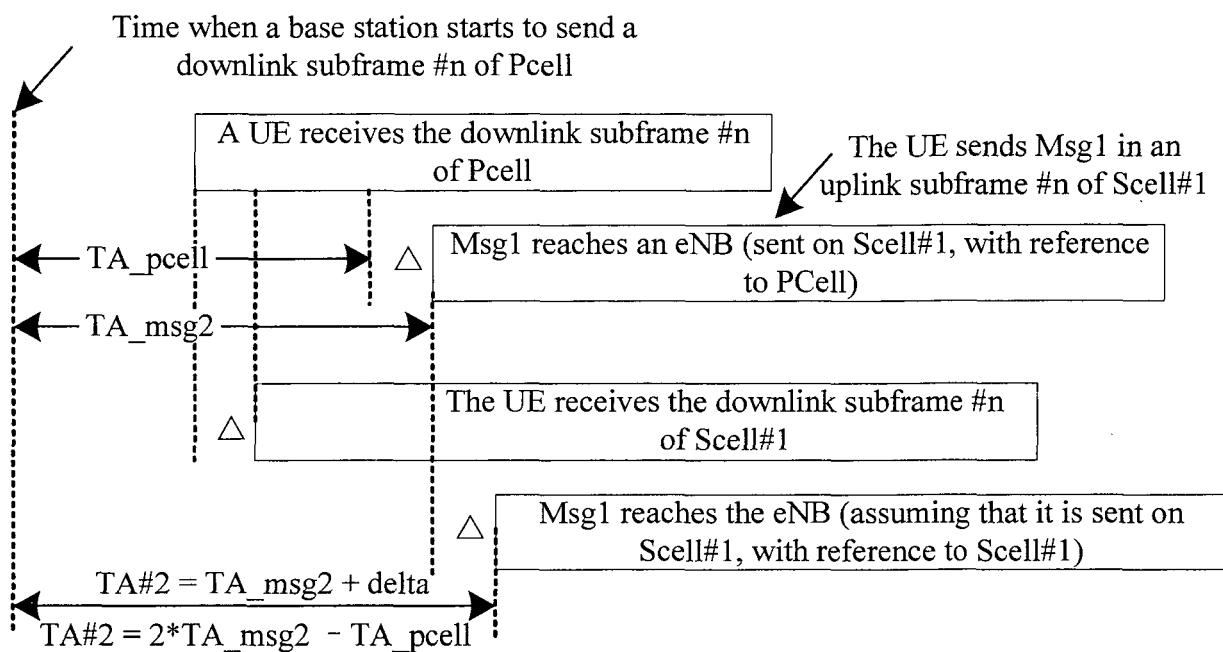 Time when a base station starts to send a
downlink subframe #n of Pcell
A UE receives the downlink subframe #n
of Pcell
The UE sends Msg1 in an
uplink subframe #n of Scell#1
TA_pcell
△
Msg1 reaches an eNB (sent on Scell#1, with reference
to PCell)
TA_msg2
△
The UE receives the downlink subframe #n
of Scell#1
△
Msg1 reaches the eNB (assuming that it is sent on
Scell#1, with reference to Scell#1)
TA#2 = TA_msg2 + delta
TA#2 = 2*TA_msg2 - TA_pcell